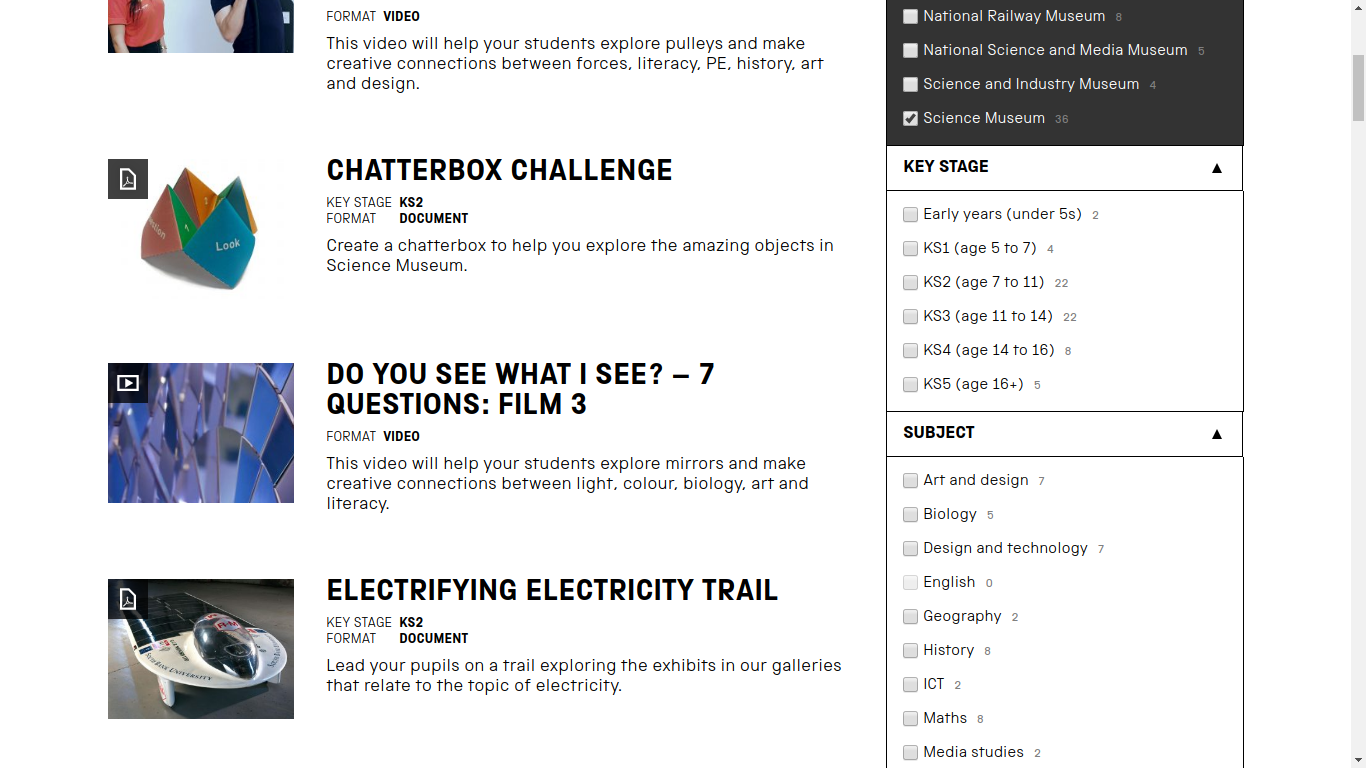 FORMAT VIDEO
This video will help your students explore pulleys and make
creative connections between forces, literacy, PE, history, art
and design.
CHATTERBOX CHALLENGE
KEY STAGE KS2
FORMAT DOCUMENT
Look
Create a chatterbox to help you explore the amazing objects in
Science Museum.
DO YOU SEE WHAT I SEE? – 7
QUESTIONS: FILM 3
FORMAT VIDEO
This video will help your students explore mirrors and make
creative connections between light, colour, biology, art and
literacy.
ELECTRIFYING ELECTRICITY TRAIL
KEY STAGE KS2
FORMAT DOCUMENT
Lead your pupils on a trail exploring the exhibits in our galleries
that relate to the topic of electricity.
National Railway Museum 8
National Science and Media Museum 5
Science and Industry Museum 4
Science Museum 36
KEY STAGE ▲
Early years (under 5s) 2
KS1 (age 5 to 7) 4
KS2 (age 7 to 11) 22
KS3 (age 11 to 14) 22
KS4 (age 14 to 16) 8
KS5 (age 16+) 5
SUBJECT ▲
Art and design 7
Biology 5
Design and technology 7
English 0
Geography 2
History 8
ICT 2
Maths 8
Media studies 2